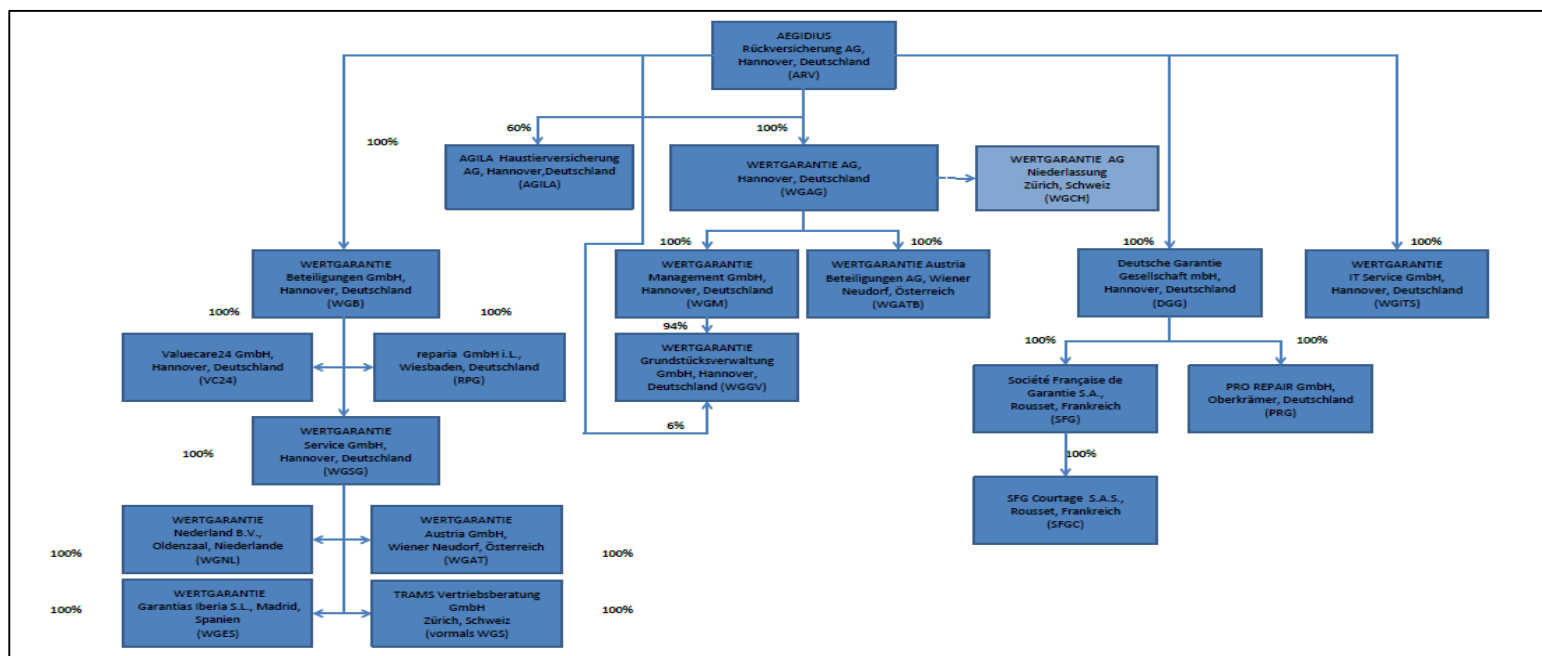 AEGIDIUS
Rückversicherung AG,
Hannover, Deutschland
(ARV)
100%
60%
100%
AGILA Haustierversicherung
AG, Hannover,Deutschland
(AGILA)
WERTGARANTIE AG,
Hannover, Deutschland
(WGAG)
WERTGARANTIE AG
Niederlassung
Zürich, Schweiz
(WGCH)
100%
100%
100%
100%
WERTGARANTIE
Beteiligungen GmbH,
Hannover, Deutschland
(WGB)
WERTGARANTIE
Management GmbH,
Hannover, Deutschland
(WGM)
WERTGARANTIE Austria
Beteiligungen AG, Wiener
Neudorf, Österreich
(WGATB)
Deutsche Garantie
Gesellschaft mbH,
Hannover, Deutschland
(DGG)
WERTGARANTIE
IT Service GmbH,
Hannover, Deutschland
(WGITS)
100%
100%
94%
100%
100%
Valuecare24 GmbH,
Hannover, Deutschland
(VC24)
reparia GmbH i.L.,
Wiesbaden, Deutschland
(RPG)
WERTGARANTIE
Grundstücksverwaltung
GmbH, Hannover,
Deutschland (WGGV)
Société Française de
Garantie S.A.,
Rousset, Frankreich
(SFG)
PRO REPAIR GmbH,
Oberkrämer, Deutschland
(PRG)
6%
WERTGARANTIE
Service GmbH,
Hannover, Deutschland
(WGSG)
100%
100%
SFG Courtage S.A.S.,
Rousset, Frankreich
(SFGC)
WERTGARANTIE
Nederland B.V.,
Oldenzaal, Niederlande
(WGNL)
WERTGARANTIE
Austria GmbH,
Wiener Neudorf, Österreich
(WGAT)
100%
100%
WERTGARANTIE
Garantias Iberia S.L., Madrid,
Spanien
(WGES)
TRAMS Vertriebsberatung
GmbH
Zürich, Schweiz
(vormals WGS)
100%
100%